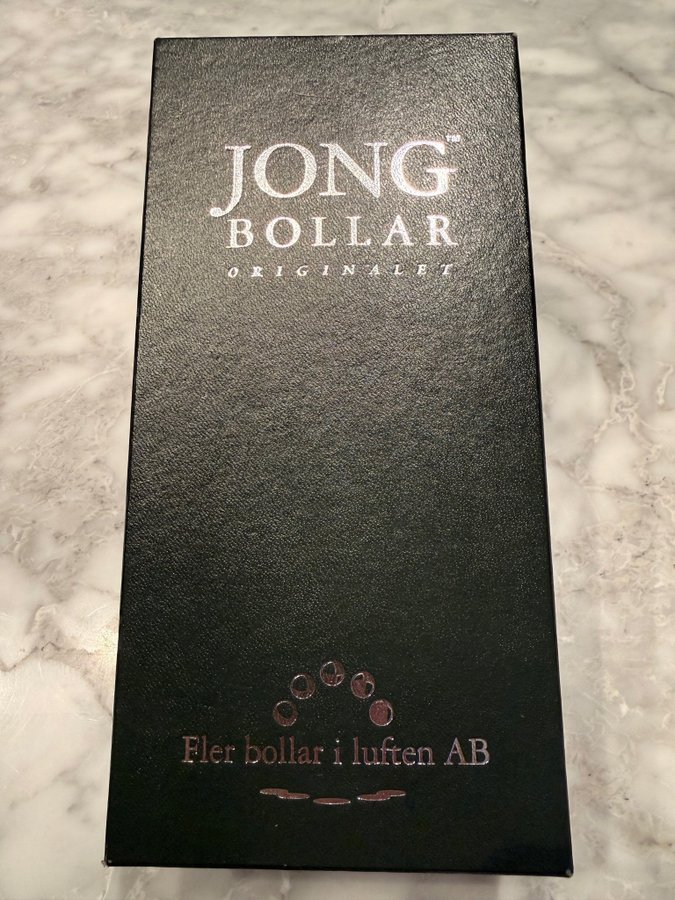 JONG™
BOLLAR
ORIGINALET
Fler bollar i luften AB